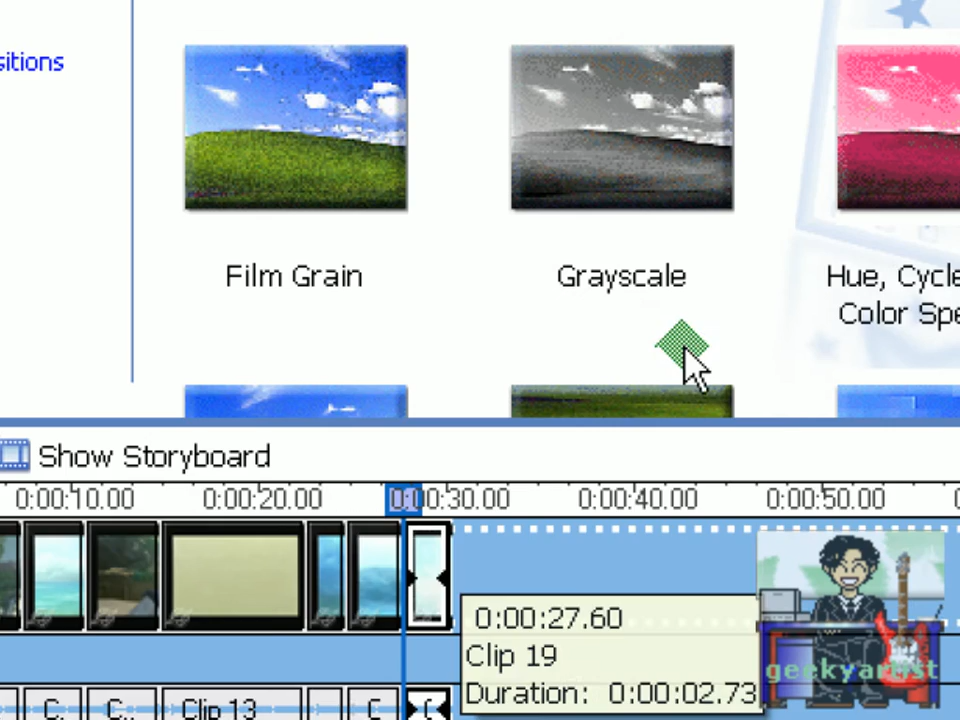 sitions
Film Grain
Grayscale
Hue, Cycle
Color Spe
Show Storyboard
0:00:10.00 0:00:20.00 0:00:30.00 0:00:40.00 0:00:50.00
0:00:27.60
Clip 19
Duration: 0:00:02.73
geekyartist
C. C.. Clip 13 C C